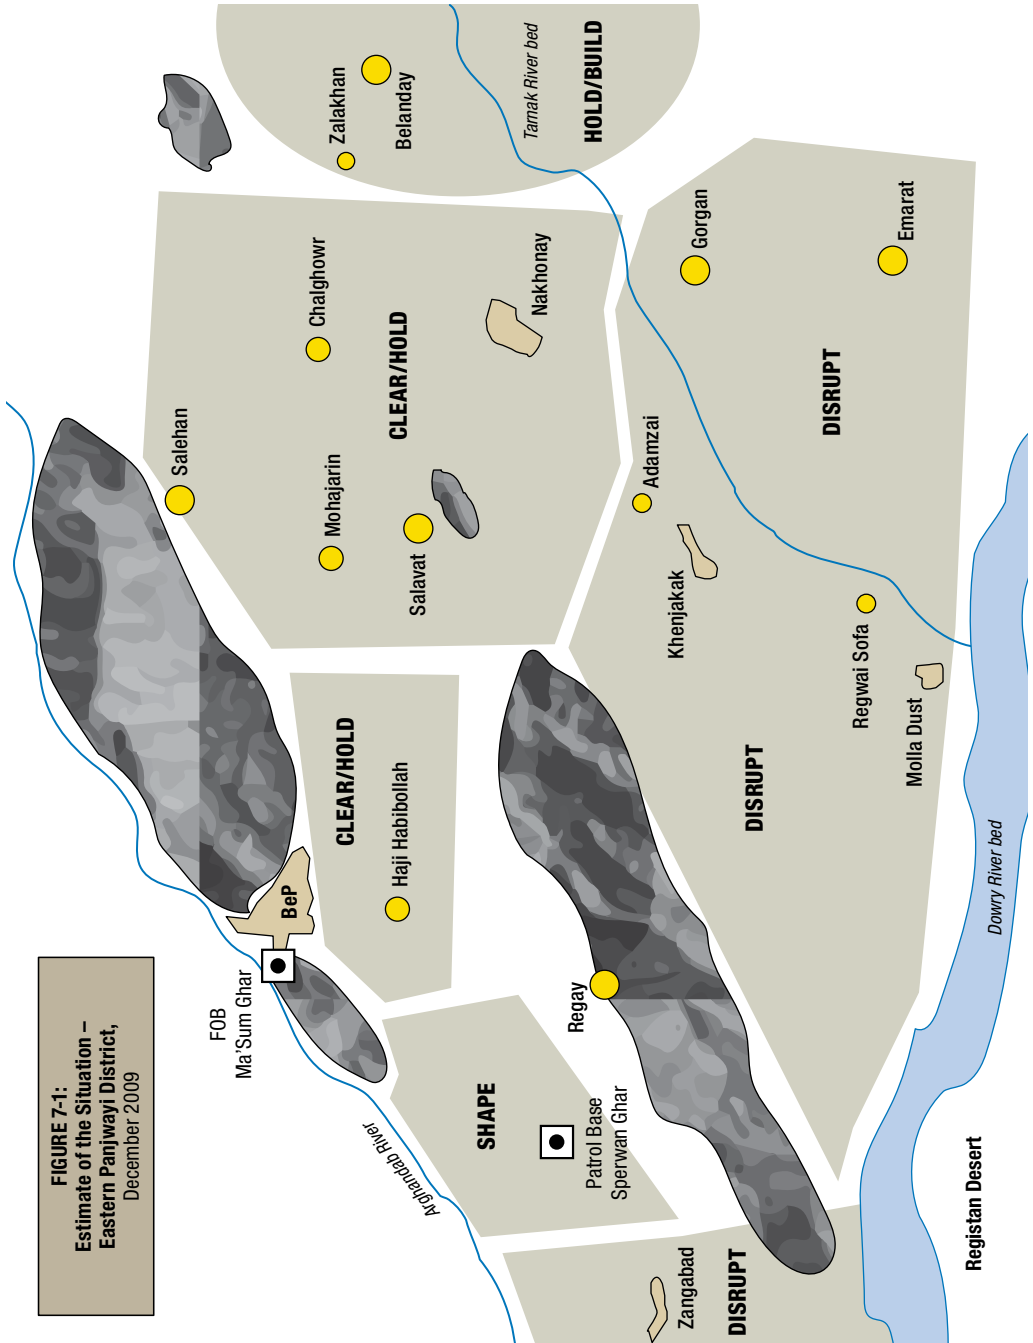 FIGURE 7-1:
Estimate of the Situation –
Eastern Panjwayi District,
December 2009
FOB
Ma'Sum Ghar
BeP
Arghandab River
Salehan
Mohajarin
Salavat
Chalghowr
CLEAR/HOLD
Nakhonay
Zalakhan
Belanday
Tarnak River bed
HOLD/BUILD
CLEAR/HOLD
Haji Habibollah
SHAPE
Patrol Base
Sperwan Ghar
Regay
Zangabad
DISRUPT
DISRUPT
Khenjakak
Adamzai
Regwai Sofa
Molla Dust
DISRUPT
Gorgan
Emarat
Dowry River bed
Registan Desert